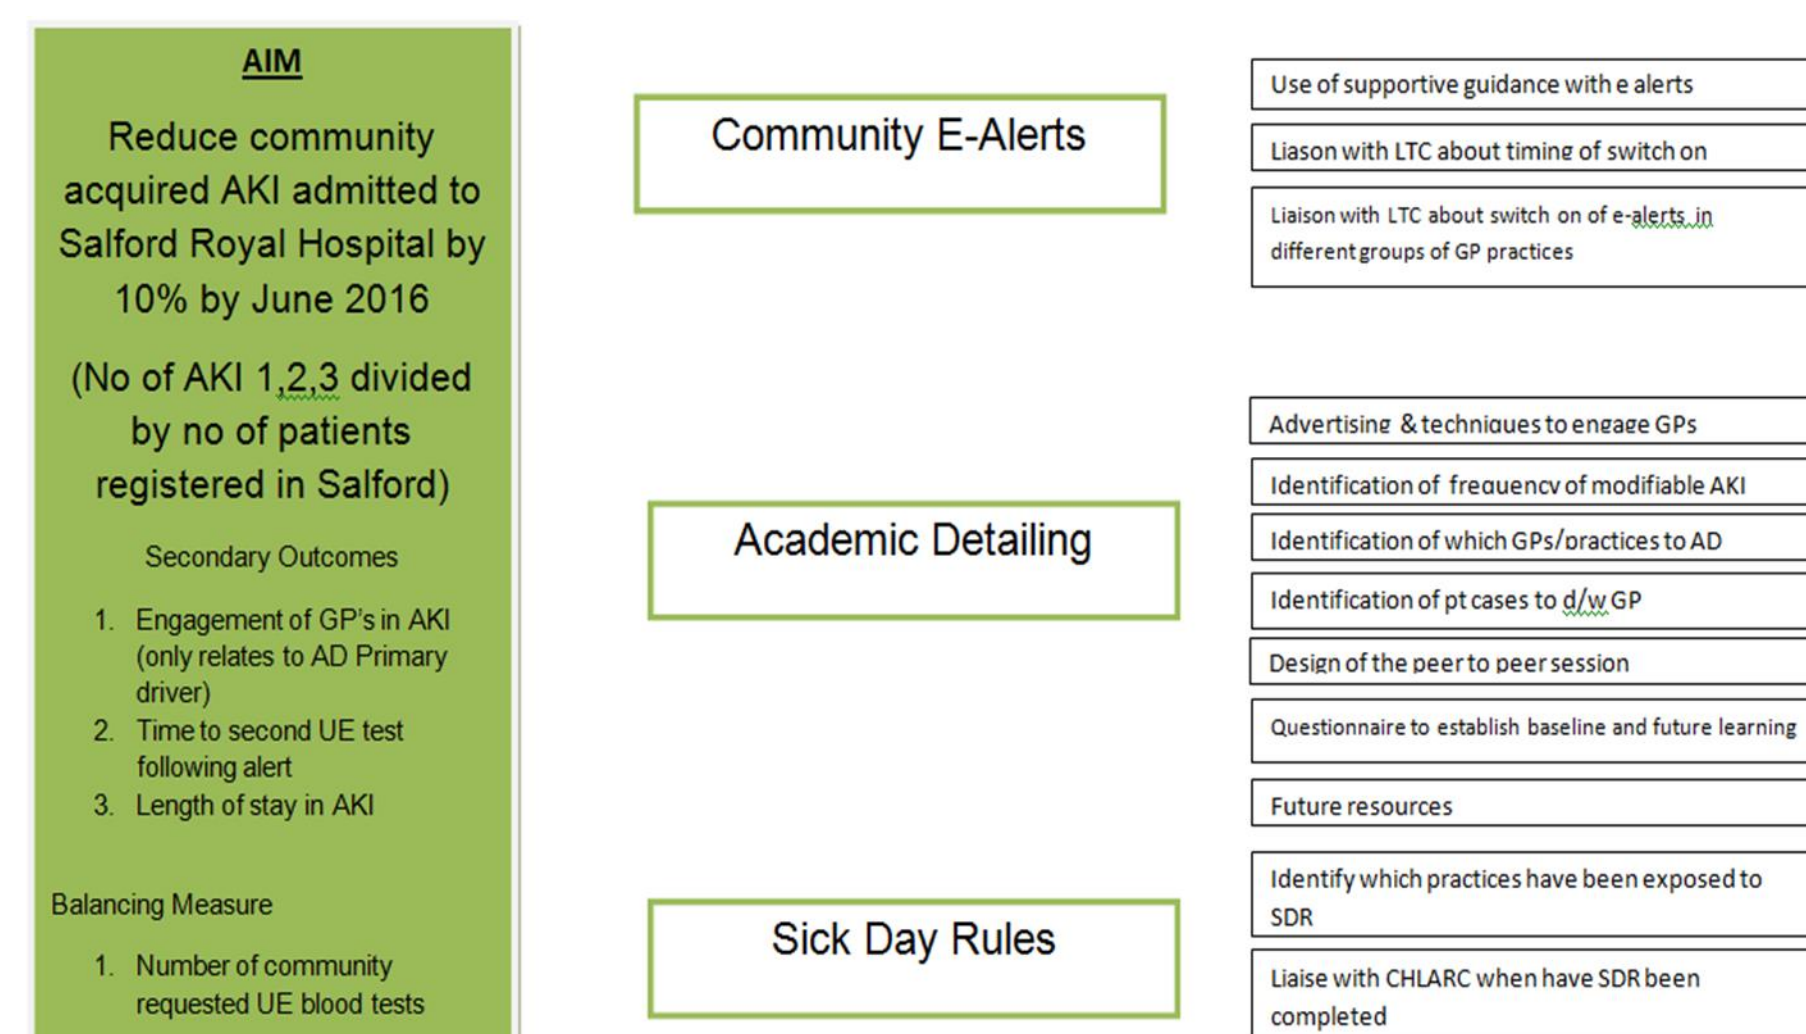 AIM
Reduce community
acquired AKI admitted to
Salford Royal Hospital by
10% by June 2016
(No of AKI 1,2,3 divided
by no of patients
registered in Salford)
Secondary Outcomes
1. Engagement of GP's in AKI
(only relates to AD Primary
driver)
2. Time to second UE test
following alert
3. Length of stay in AKI
Balancing Measure
1. Number of community
requested UE blood tests
Community E-Alerts
Use of supportive guidance with e alerts
Liason with LTC about timing of switch on
Liaison with LTC about switch on of e-alerts in
different groups of GP practices
Academic Detailing
Advertising & techniques to engage GPs
Identification of frequency of modifiable AKI
Identification of which GPs/practices to AD
Identification of pt cases to d/w GP
Design of the peer to peer session
Questionnaire to establish baseline and future learning
Future resources
Sick Day Rules
Identify which practices have been exposed to
SDR
Liaise with CHLARC when have SDR been
completed